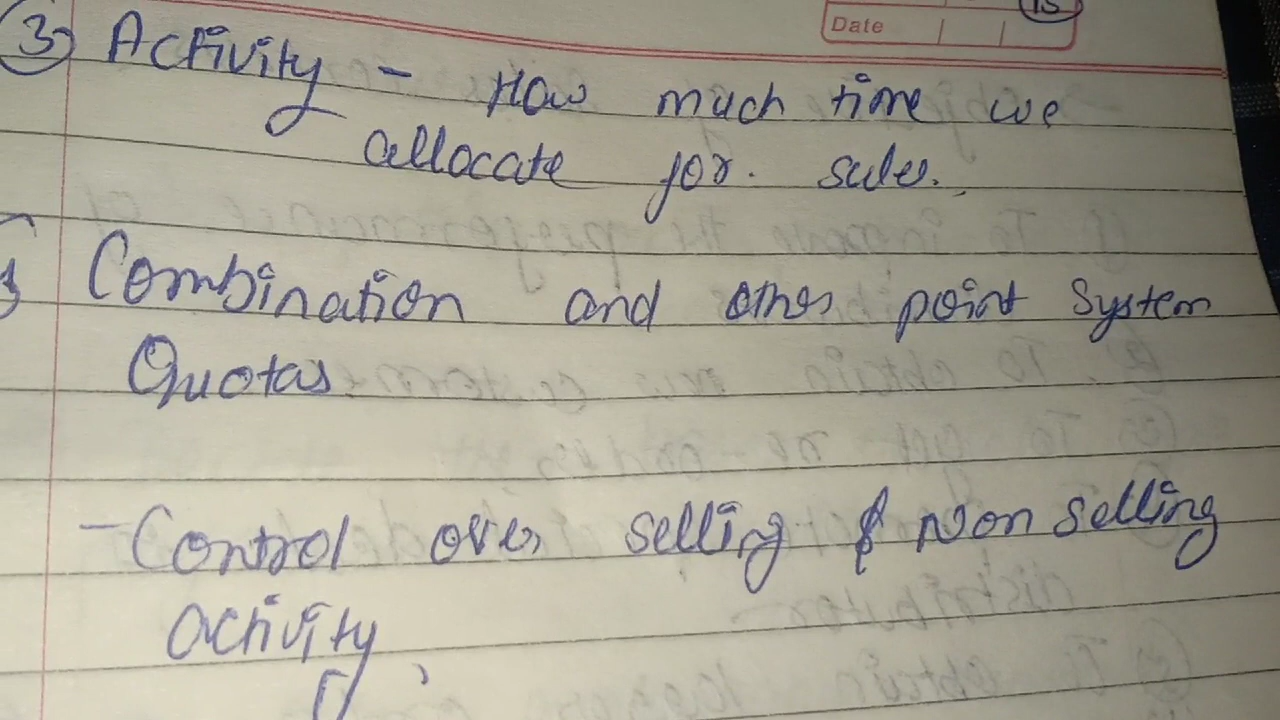 15
Date
3) Activity - How much time we
allocate for. sales.
Combination and other point System
Quotas.
- Control over selling & Non selling
activity